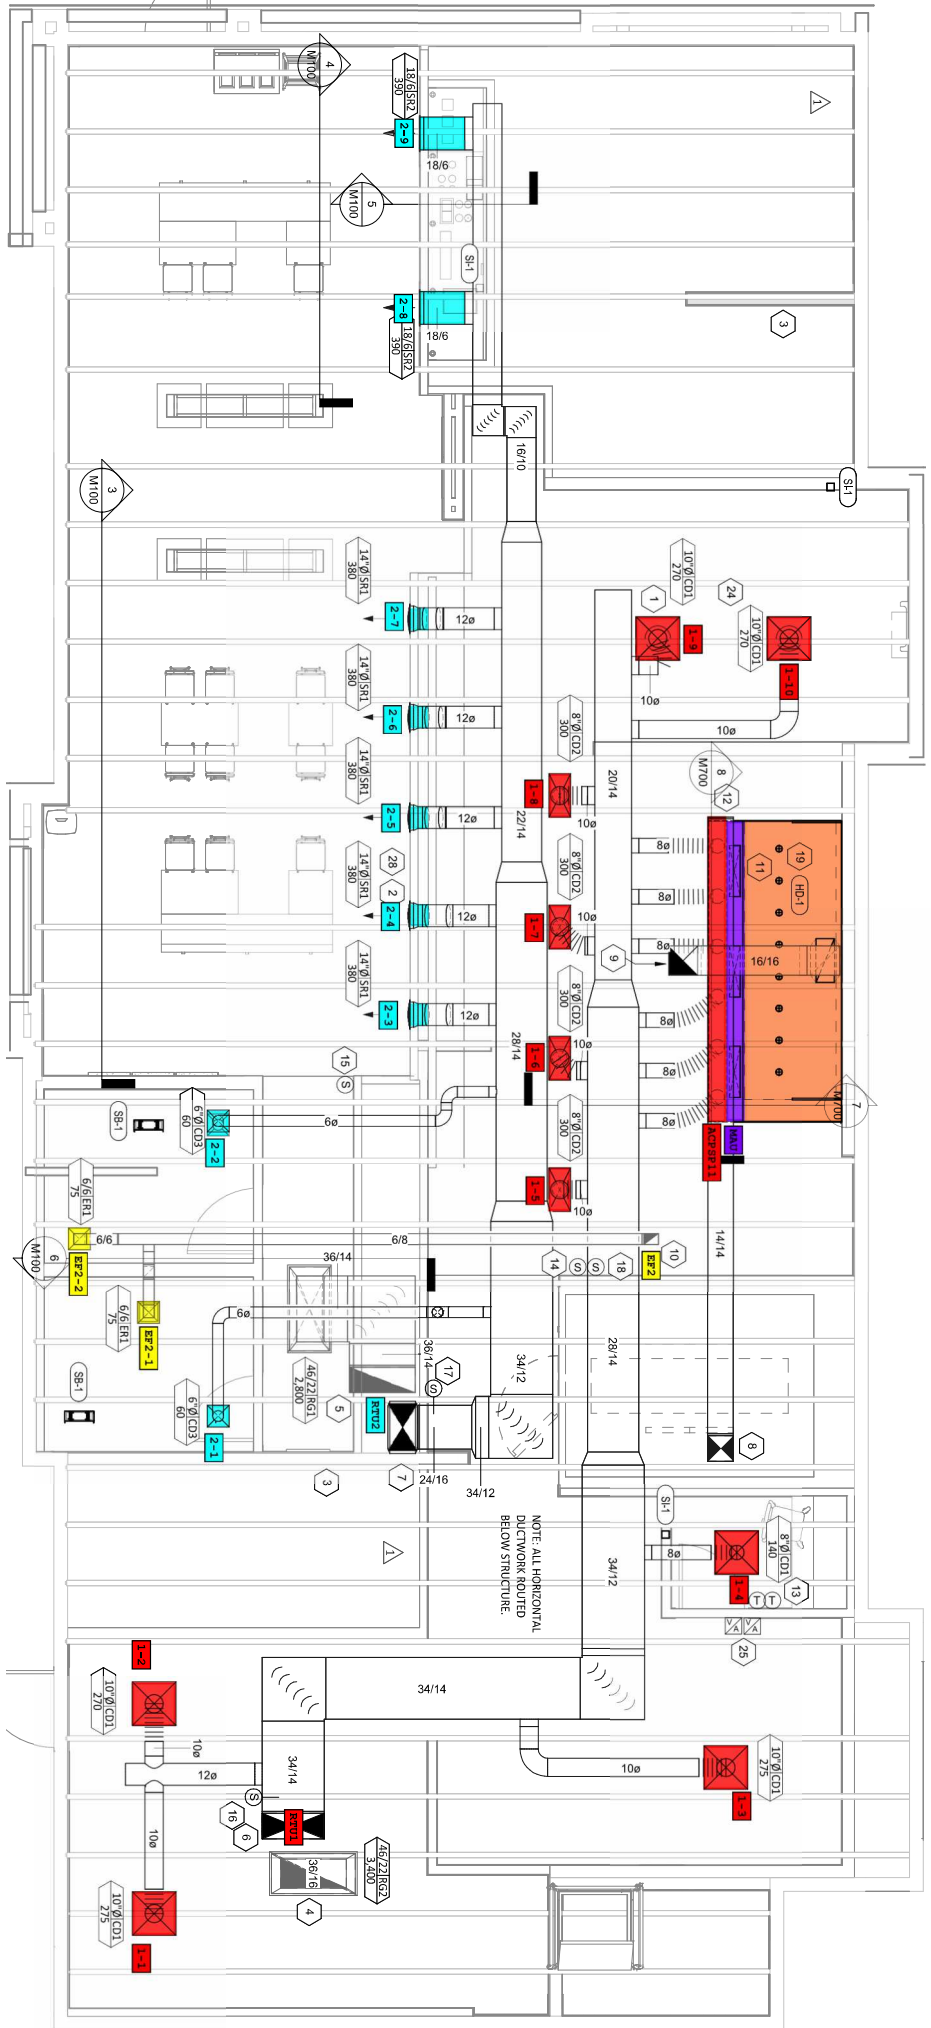 4
M100
18/6 SR2
390
2-9
18/6
1
5
M100
SI-1
2-8
18/6
18/6 SR2
390
3
16/10
3
M100
SI-1
14"Ø SR1
380
2-7
12ø
10"Ø CD1
270
1
1-9
24
10"Ø CD1
270
1-10
10ø
10ø
14"Ø SR1
380
2-6
12ø
8"Ø CD2
300
1-8
10ø
20/14
8
M700
12
14"Ø SR1
380
2-5
12ø
22/14
8ø
11
19
HD-1
14"Ø SR1
380
28
2
2-4
12ø
8"Ø CD2
300
1-7
10ø
8ø
8ø
9
16/16
14"Ø SR1
380
2-3
12ø
28/14
8"Ø CD2
300
1-6
10ø
8ø
8ø
8ø
7
M700
15
S
ACPSP11
MAU
SB-1
6"Ø CD3
60
2-2
6ø
8"Ø CD2
300
1-5
10ø
6/6 ER1
75
6/6
EF2-2
6/8
36/14
14
S
S
18
EF2
10
14/14
6
M100
6/6 ER1
75
EF2-1
6ø
46/22 RG1
2,800
5
36/14
17
S
34/12
28/14
SB-1
6"Ø CD3
60
2-1
RTU2
8
3
7
24/16
34/12
SI-1
1
NOTE: ALL HORIZONTAL
DUCTWORK ROUTED
BELOW STRUCTURE.
34/12
8ø
8"Ø CD1
140
1-4
13
T
T
V
A
V
A
25
1-2
10"Ø CD1
270
10ø
12ø
34/14
34/14
10ø
10"Ø CD1
275
1-3
S
16
6
RTU1
10ø
46/22 RG2
3,400
36/16
4
10"Ø CD1
275
1-1